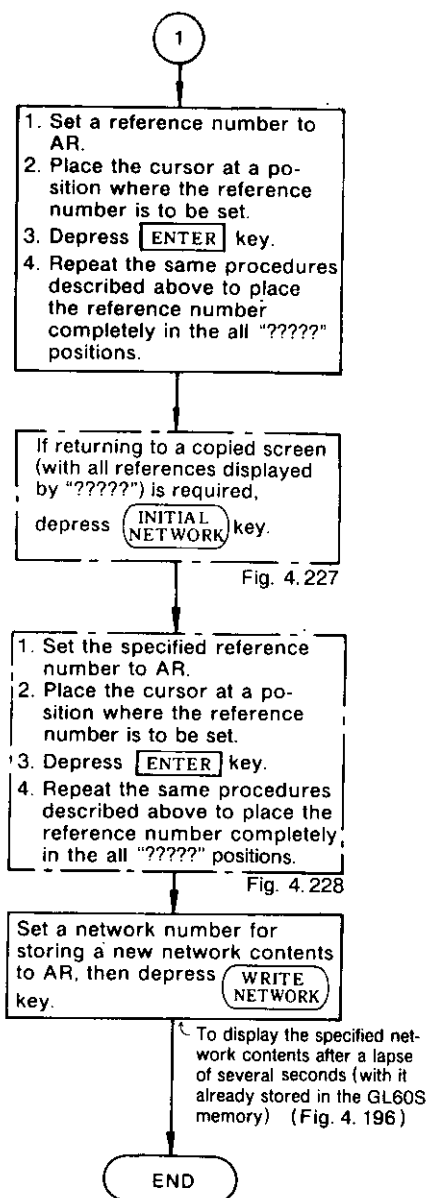 1
1. Set a reference number to
AR.
2. Place the cursor at a po-
sition where the reference
number is to be set.
3. Depress ENTER key.
4. Repeat the same procedures
described above to place
the reference number
completely in the all "?????"
positions.
If returning to a copied screen
(with all references displayed
by "?????") is required,
depress INITIAL NETWORK key.
Fig. 4.227
1. Set the specified reference
number to AR.
2. Place the cursor at a po-
sition where the reference
number is to be set.
3. Depress ENTER key.
4. Repeat the same procedures
described above to place the
reference number completely
in the all "?????" positions.
Fig. 4.228
Set a network number for
storing a new network contents
to AR, then depress WRITE NETWORK
key.
To display the specified net-
work contents after a lapse
of several seconds (with it
already stored in the GL60S
memory) (Fig. 4. 196)
END